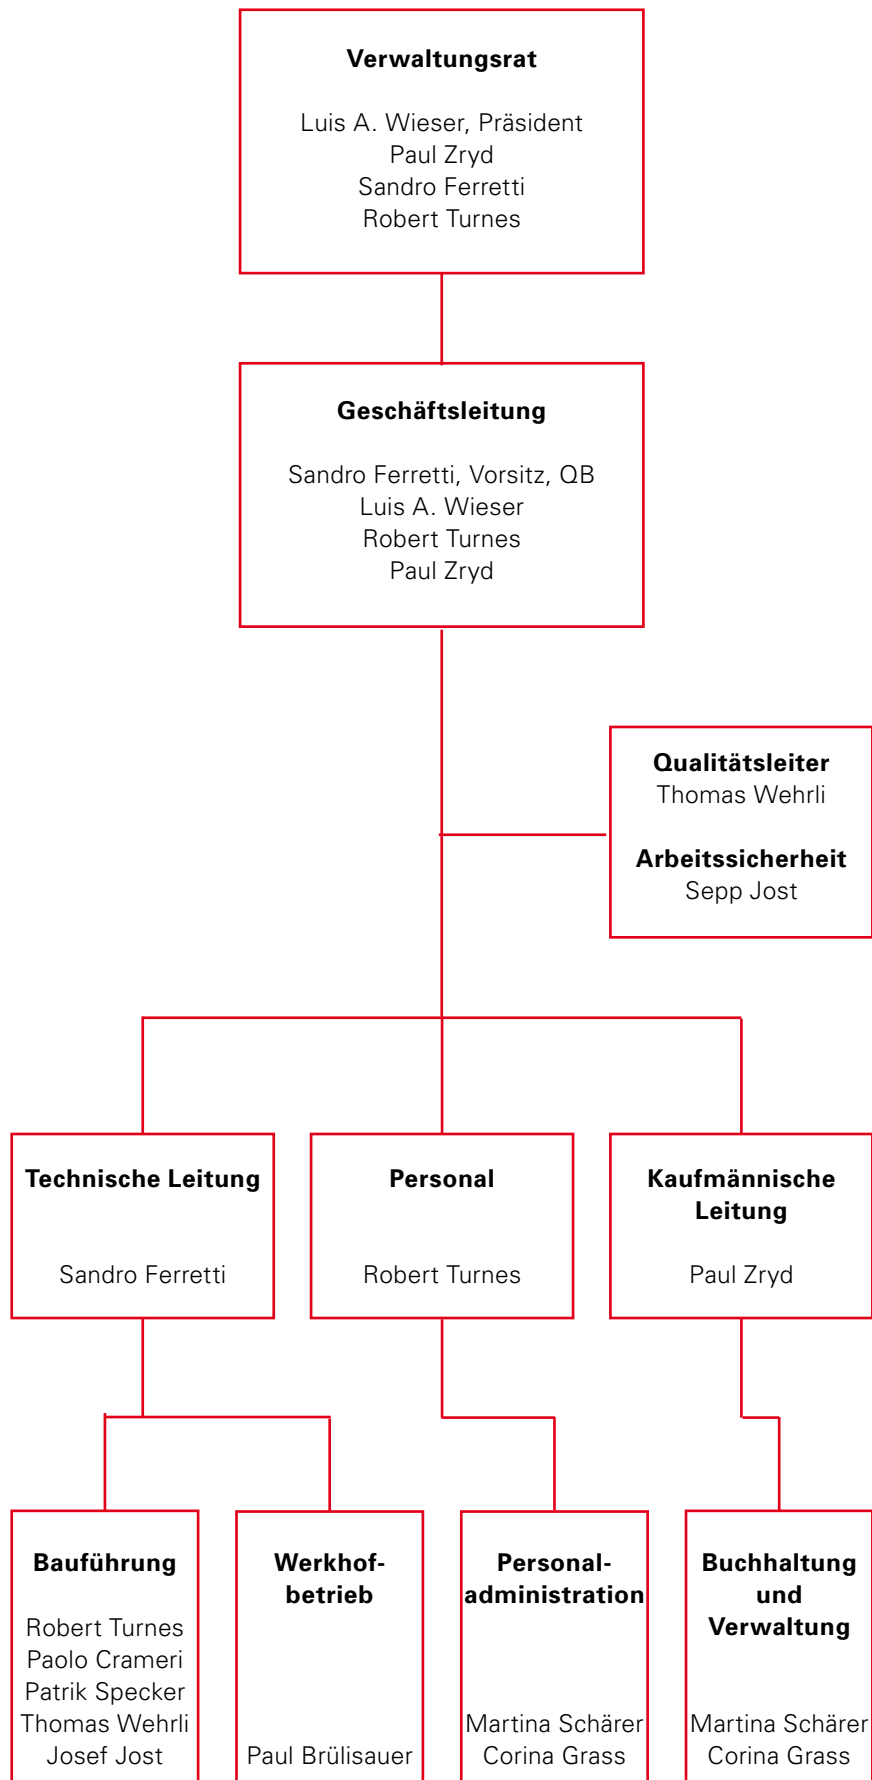 Verwaltungsrat
Luis A. Wieser, Präsident
Paul Zryd
Sandro Ferretti
Robert Turnes
Geschäftsleitung
Sandro Ferretti, Vorsitz, QB
Luis A. Wieser
Robert Turnes
Paul Zryd
Qualitätsleiter
Thomas Wehrli
Arbeitssicherheit
Sepp Jost
Technische Leitung
Sandro Ferretti
Personal
Robert Turnes
Kaufmännische
Leitung
Paul Zryd
Bauführung
Robert Turnes
Paolo Crameri
Patrik Specker
Thomas Wehrli
Josef Jost
Werkhof-
betrieb
Paul Brülisauer
Personal-
administration
Martina Schärer
Corina Grass
Buchhaltung
und
Verwaltung
Martina Schärer
Corina Grass